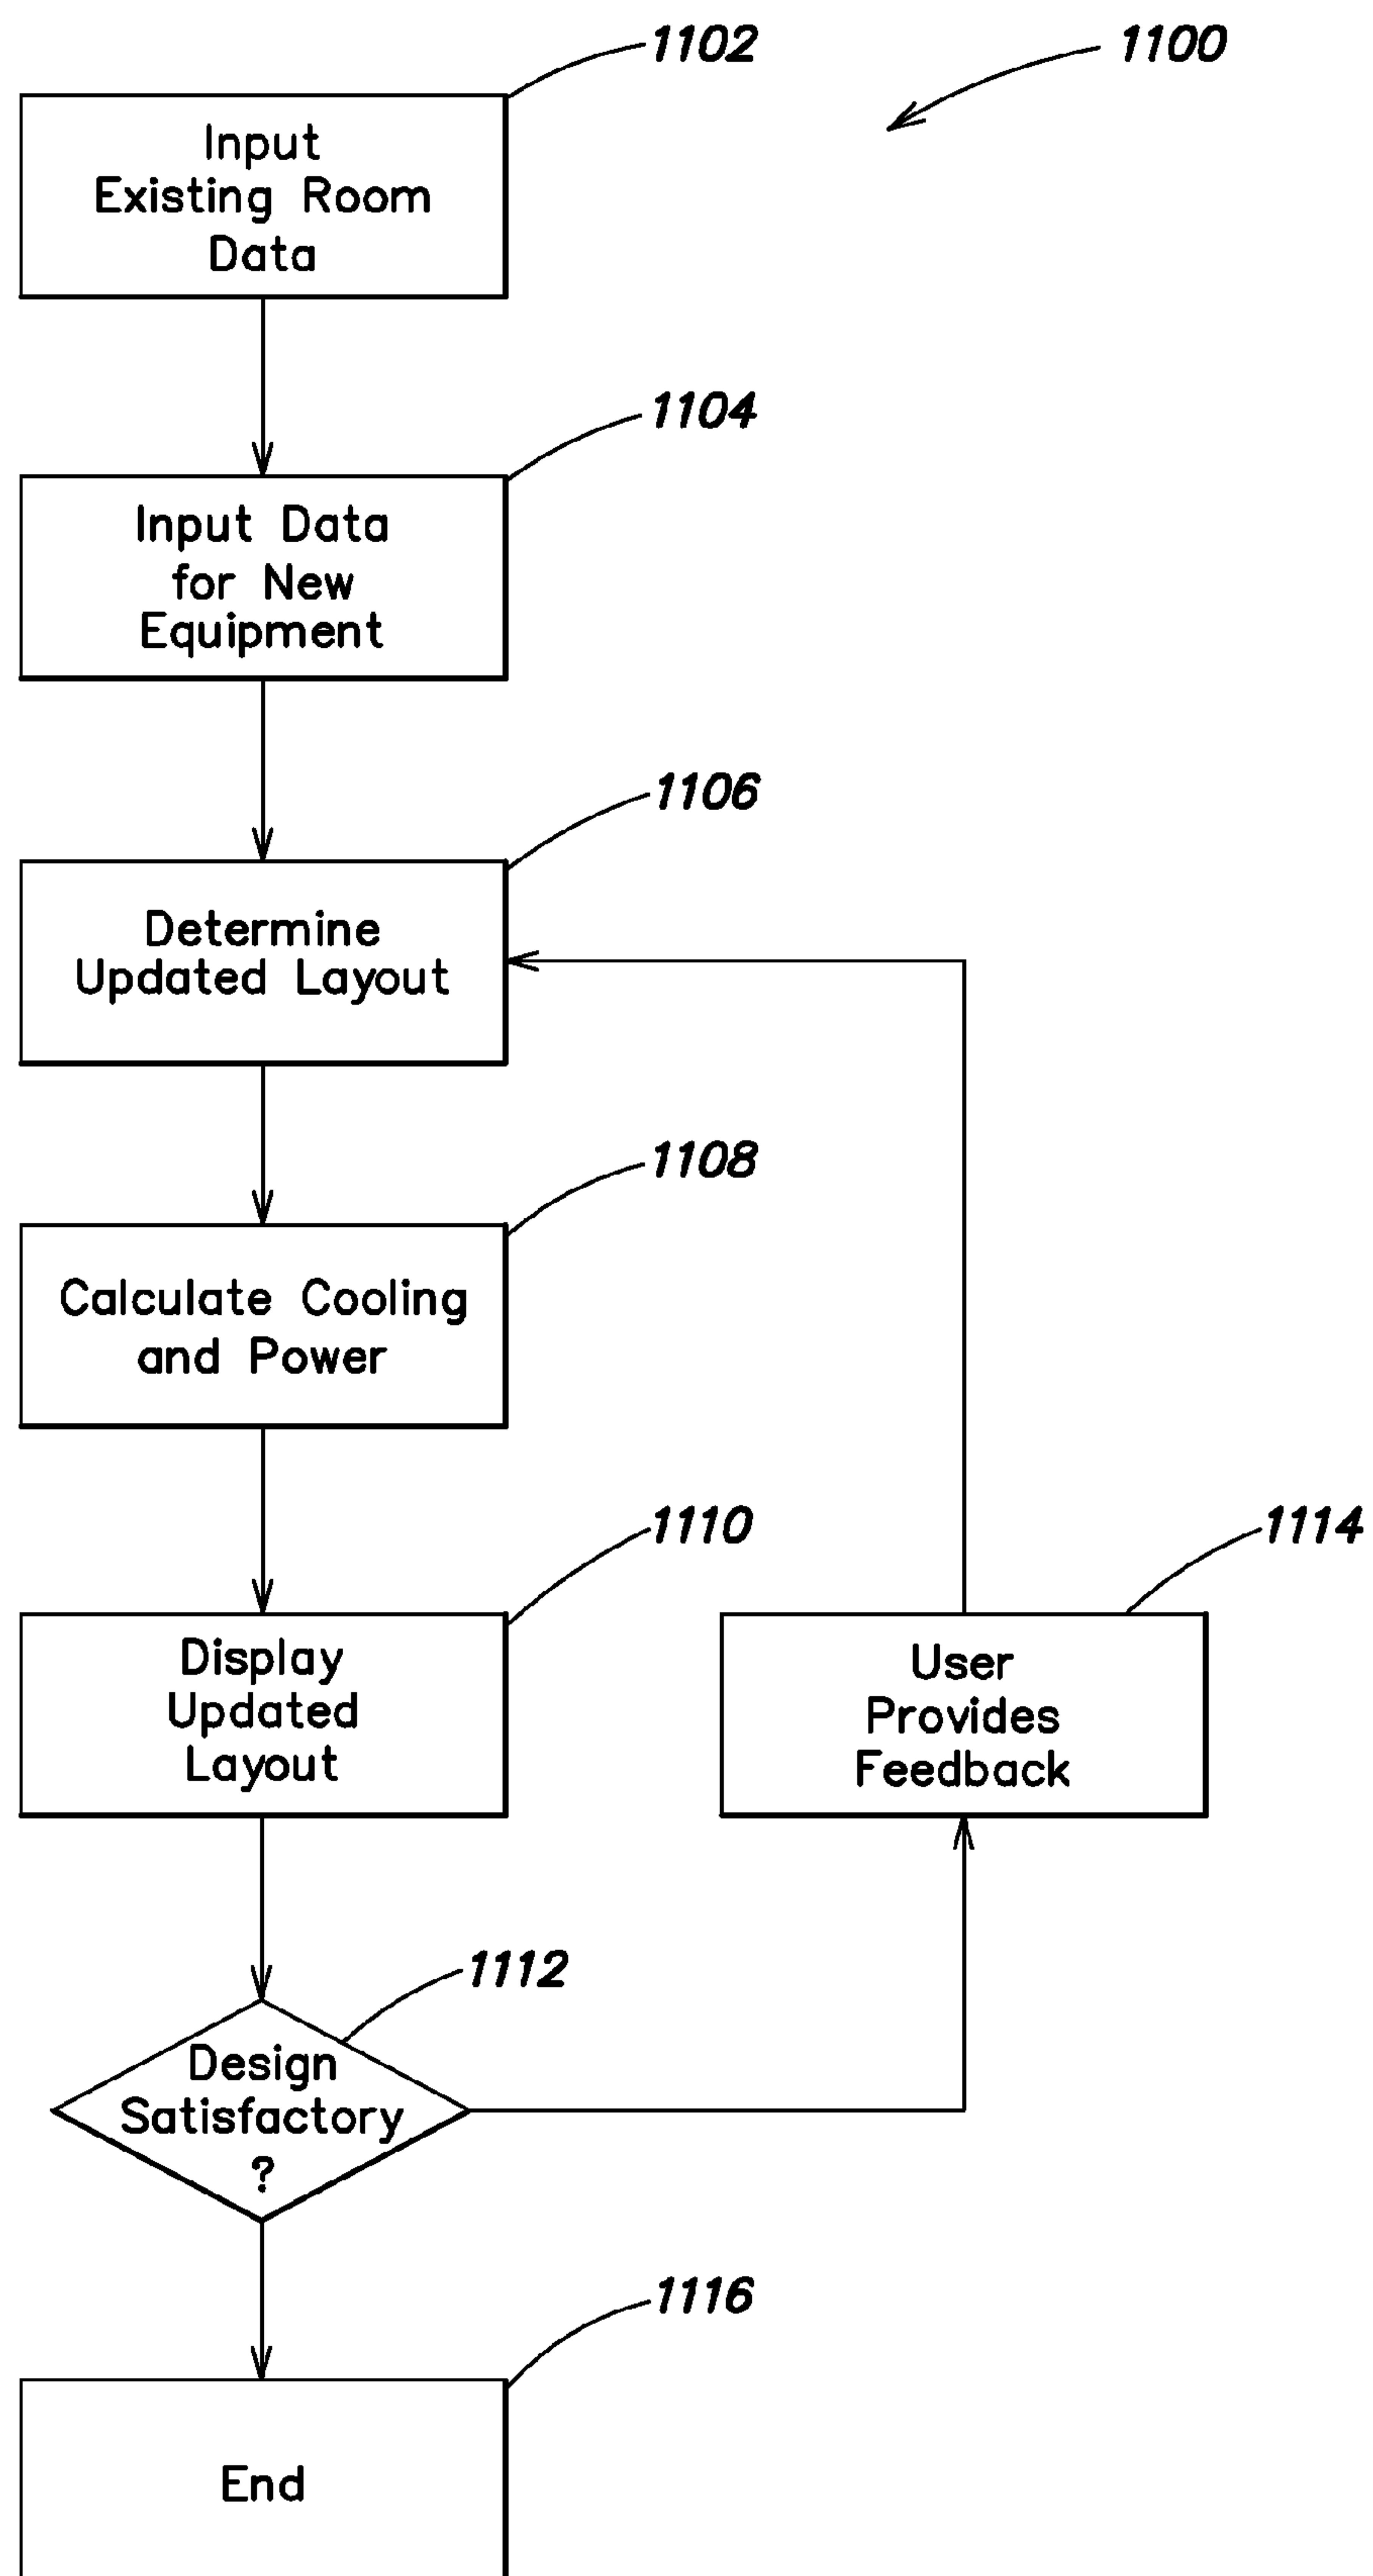 1102
1100
Input
Existing Room
Data
1104
Input Data
for New
Equipment
1106
Determine
Updated Layout
1108
Calculate Cooling
and Power
1110
Display
Updated
Layout
1114
User
Provides
Feedback
1112
Design
Satisfactory
?
1116
End